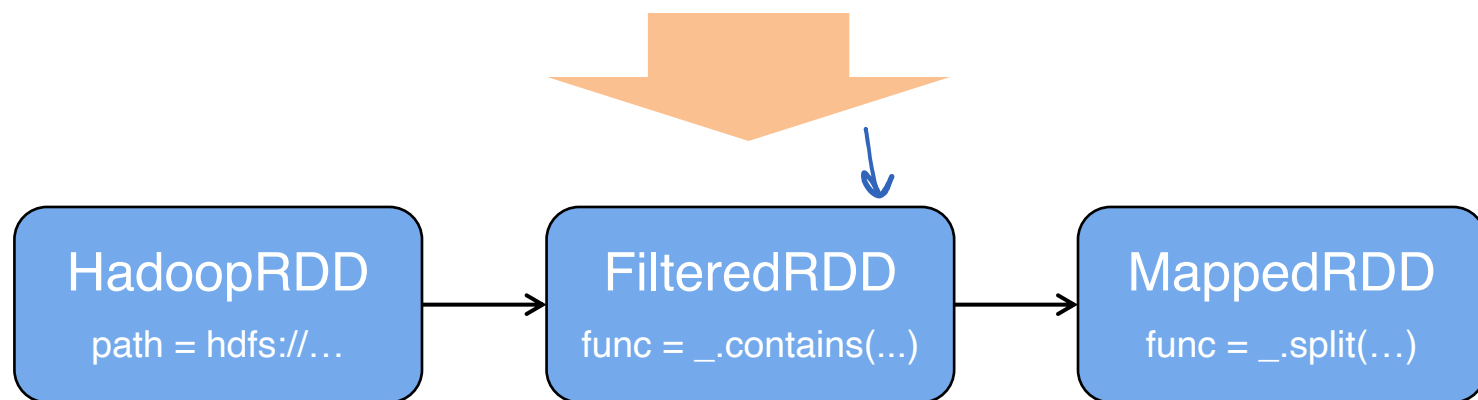 HadoopRDD
path = hdfs://…
FilteredRDD
func = _.contains(...)
MappedRDD
func = _.split(…)